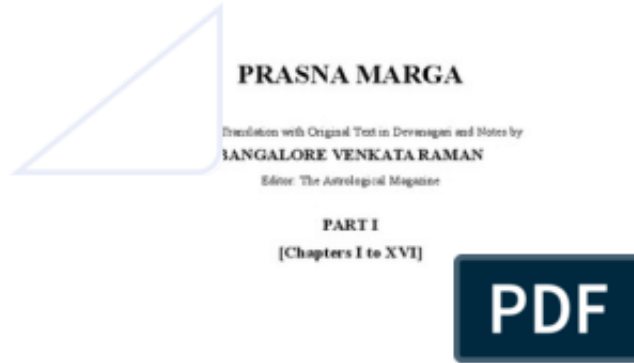 PRASNA MARGA
Translation with Original Text in Devanagari and Notes by
BANGALORE VENKATA RAMAN
Editor: The Astrological Magazine
PART I
[Chapters I to XVI]
PDF